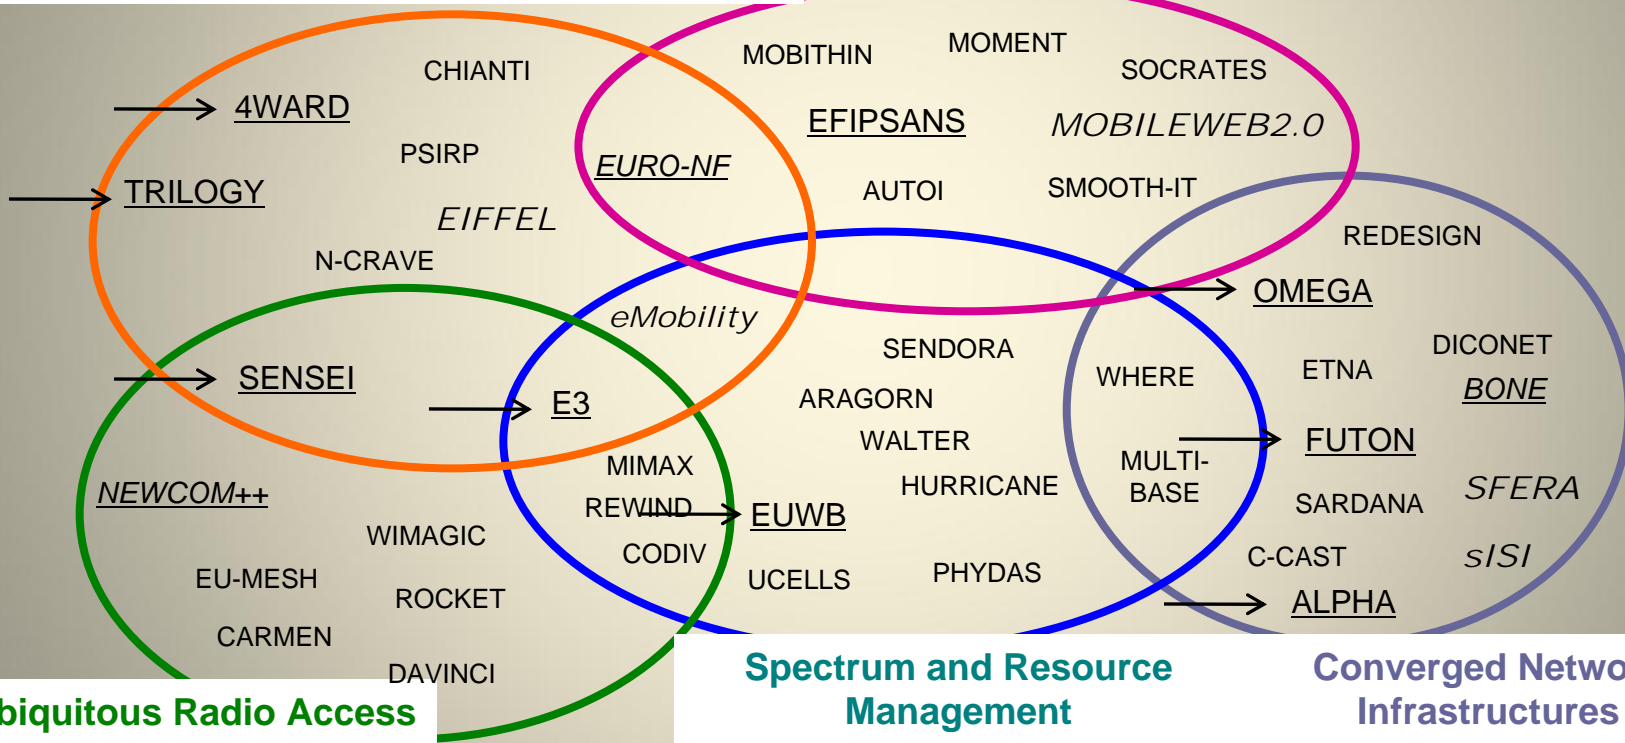 CHIANTI
4WARD
PSIRP
TRILOGY
EIFFEL
N-CRAVE
MOBITHIN
MOMENT
SOCRATES
EFIPSANS
MOBILEWEB2.0
EURO-NF
AUTOI
SMOOTH-IT
REDESIGN
OMEGA
eMobility
SENDORA
DICONET
WHERE
ETNA
BONE
SENSEI
E3
ARAGORN
WALTER
FUTON
MIMAX
MULTI-
BASE
HURRICANE
SFERA
NEWCOM++
REWIND
EUWB
SARDANA
WIMAGIC
CODIV
C-CAST
sISI
EU-MESH
ROCKET
UCELLS
PHYDAS
ALPHA
CARMEN
DAVINCI
biquitous Radio Access
Spectrum and Resource
Management
Converged Netwo
Infrastructures